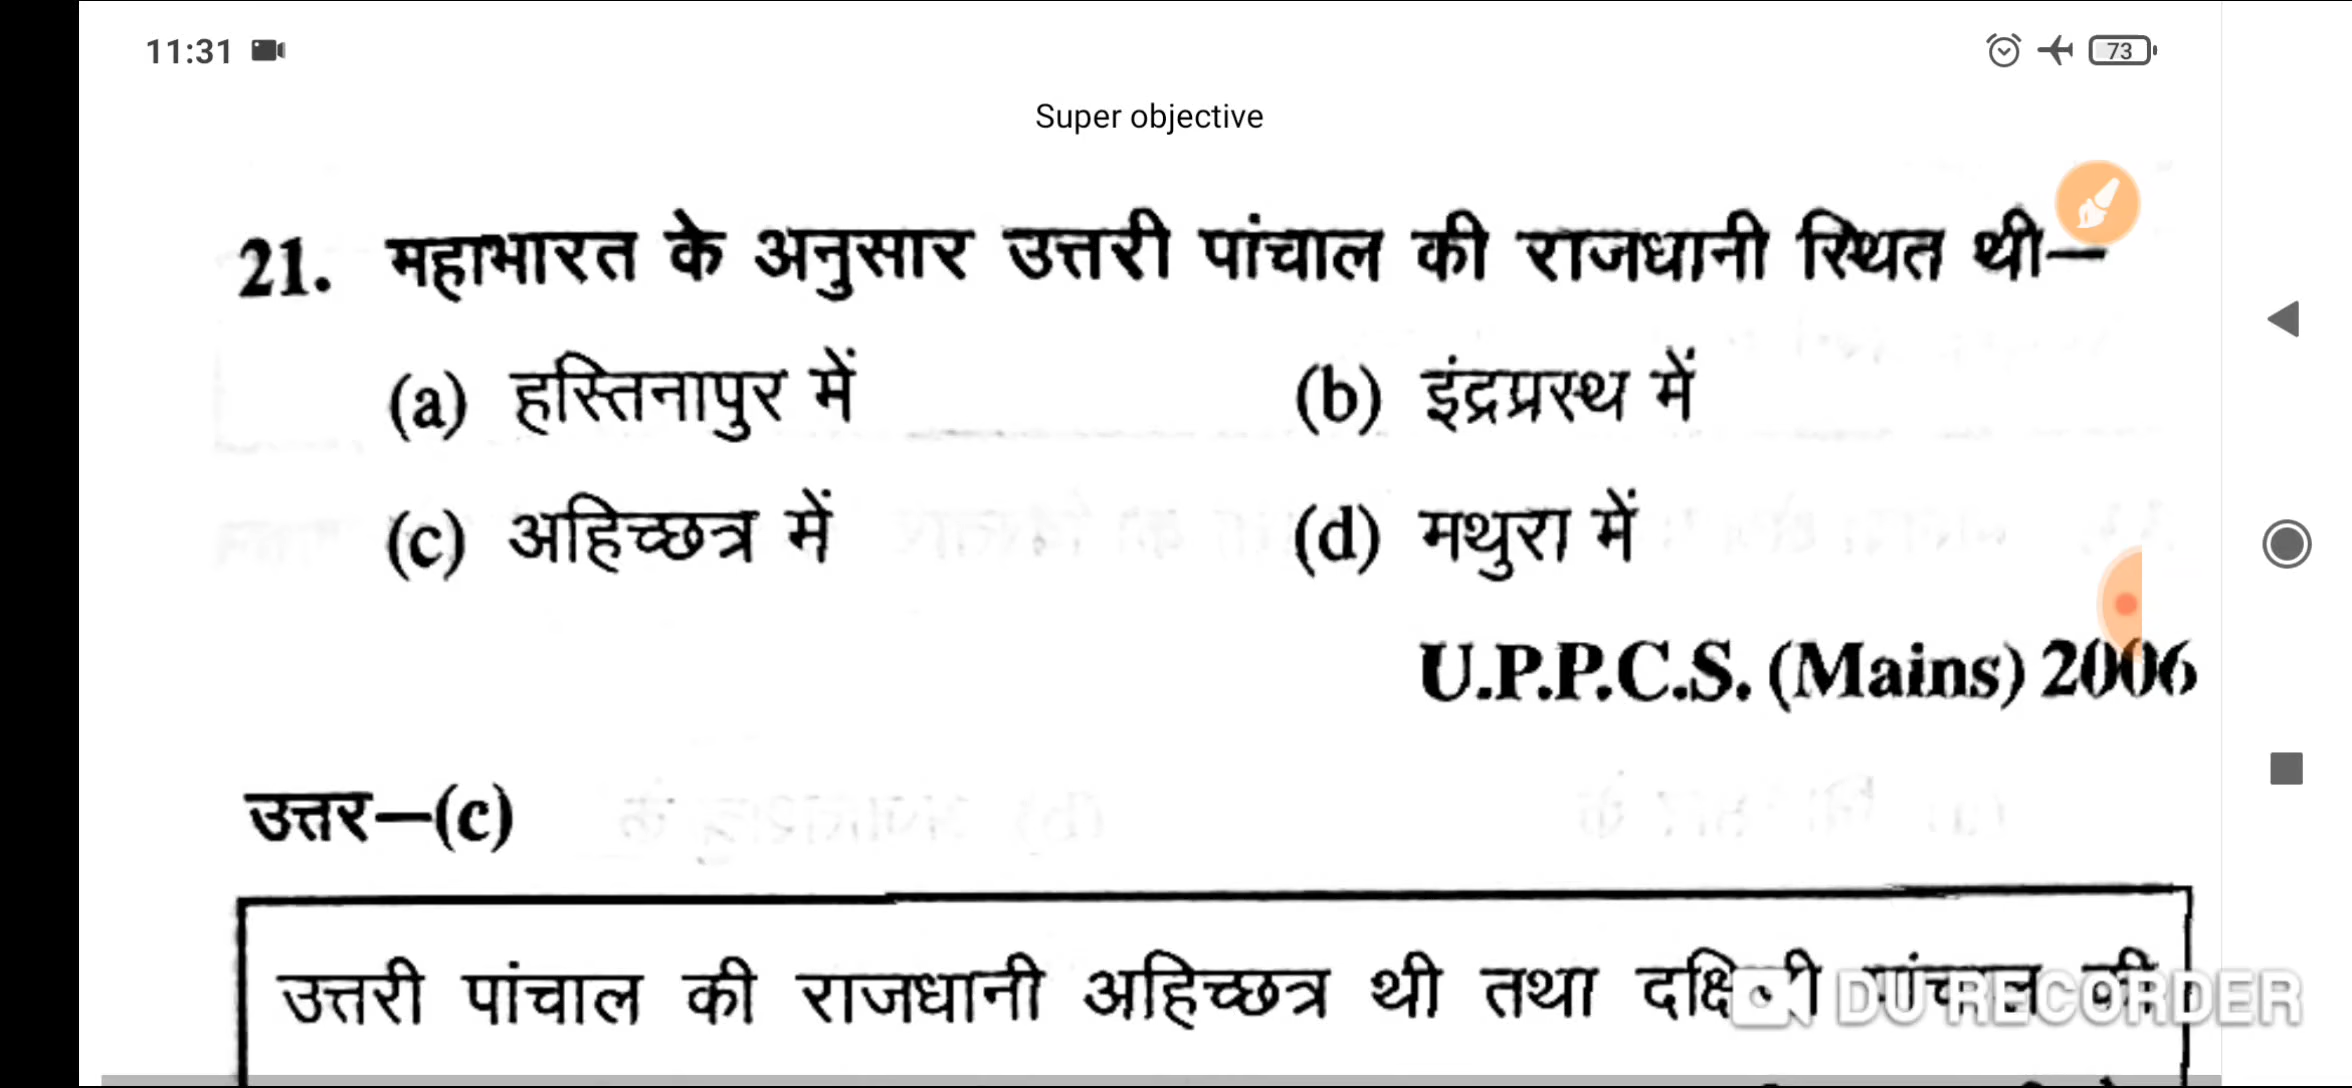 11:31
73
Super objective
21. महाभारत के अनुसार उत्तरी पांचाल की राजधानी स्थित थी—
(a) हस्तिनापुर में (b) इंद्रप्रस्थ में
(c) अहिच्छत्र में (d) मथुरा में
U.P.P.C.S. (Mains) 2006
उत्तर—(c)
उत्तरी पांचाल की राजधानी अहिच्छत्र थी तथा दक्षिणी पांचाल की
DU RECORDER